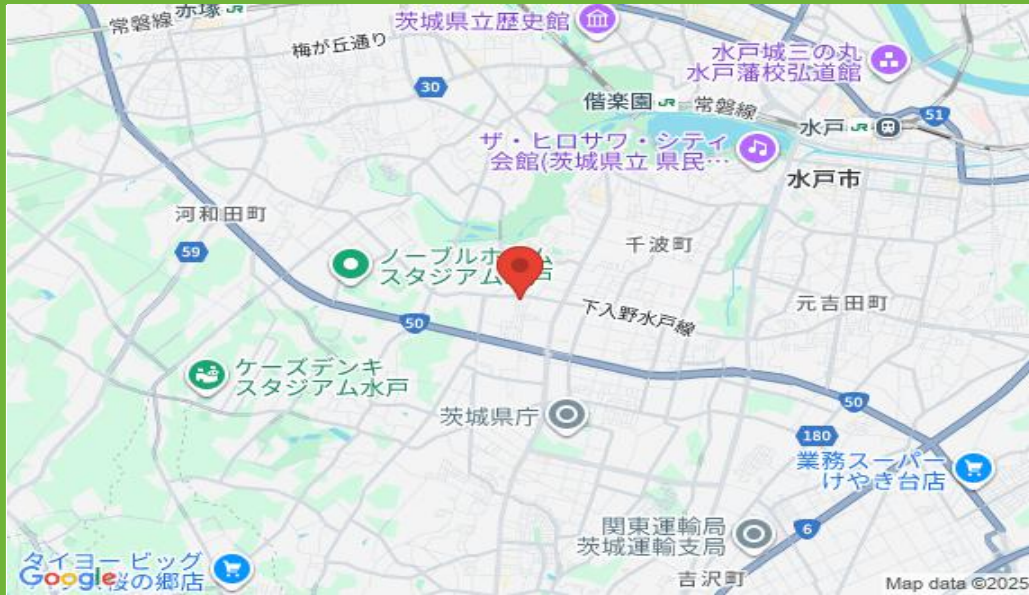 常磐線
赤塚 JR
茨城県立歴史館
梅が丘通り
水戸城三の丸
水戸藩校弘道館
30
偕楽園 JR
常磐線
51
水戸 JR
ザ・ヒロサワ・シティ
会館(茨城県立 県民…
水戸市
河和田町
千波町
59
ノーブルホーム
スタジアム水戸
元吉田町
下入野水戸線
50
ケーズデンキ
スタジアム水戸
50
茨城県庁
180
業務スーパー
けやき台店
関東運輸局
茨城運輸支局
6
タイヨー ビッグ
桜の郷店
Google
吉沢町
Map data ©2025